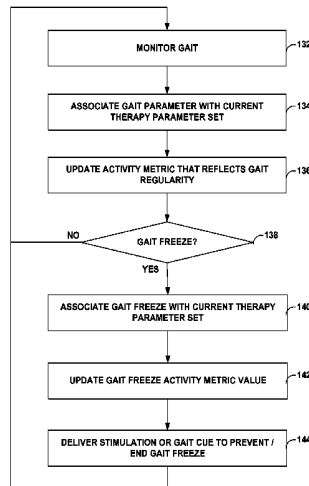 MONITOR GAIT
132
ASSOCIATE GAIT PARAMETER WITH CURRENT
THERAPY PARAMETER SET
134
UPDATE ACTIVITY METRIC THAT REFLECTS GAIT
REGULARITY
136
GAIT FREEZE?
138
NO
YES
ASSOCIATE GAIT FREEZE WITH CURRENT THERAPY
PARAMETER SET
140
UPDATE GAIT FREEZE ACTIVITY METRIC VALUE
142
DELIVER STIMULATION OR GAIT CUE TO PREVENT /
END GAIT FREEZE
144